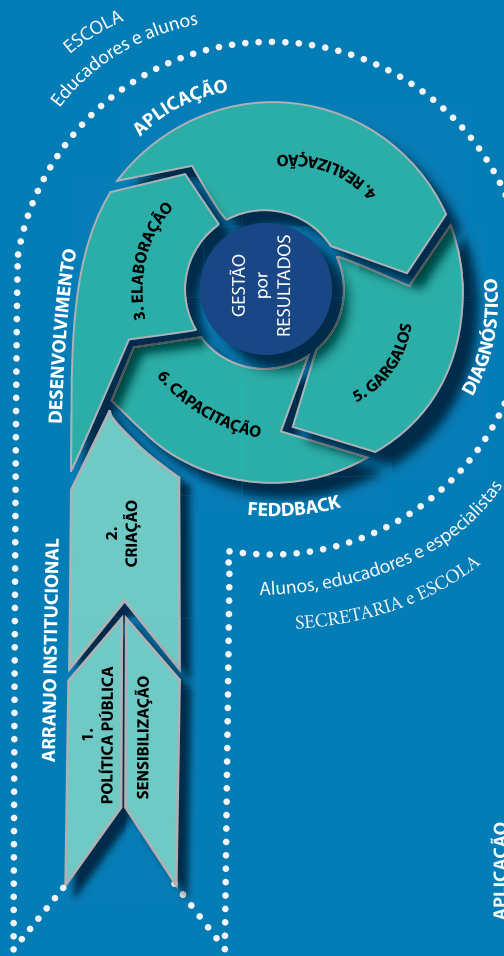 ESCOLA
Educadores e alunos
ARRANJO INSTITUCIONAL
1.
POLÍTICA PÚBLICA
SENSIBILIZAÇÃO
2.
CRIAÇÃO
DESENVOLVIMENTO
3. ELABORAÇÃO
APLICAÇÃO
4. REALIZAÇÃO
DIAGNÓSTICO
5. GARGALOS
FEDDBACK
6. CAPACITAÇÃO
GESTÃO
por
RESULTADOS
Alunos, educadores e especialistas
SECRETARIA e ESCOLA
APLICAÇÃO